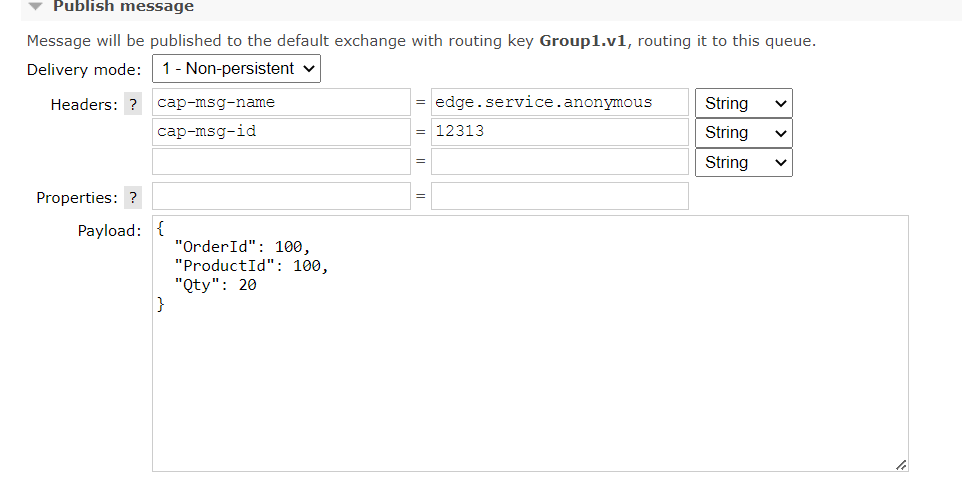 Publish message
Message will be published to the default exchange with routing key Group1.v1, routing it to this queue.
Delivery mode: 1 - Non-persistent
Headers: ? cap-msg-name = edge.service.anonymous String
cap-msg-id = 12313 String
= String
Properties: ? =
Payload: {
"OrderId": 100,
"ProductId": 100,
"Qty": 20
}